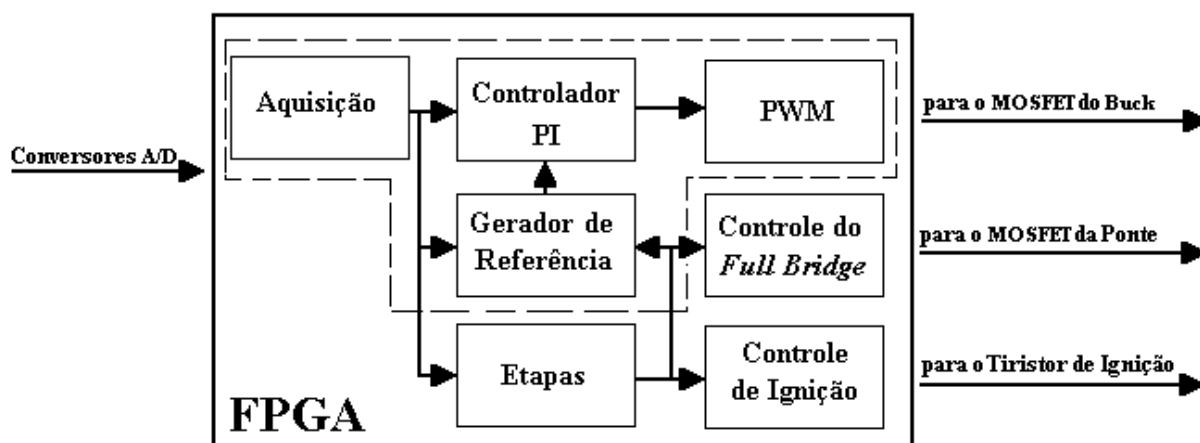 Aquisição
Controlador
PI
PWM
para o MOSFET do Buck
Conversores A/D
Gerador de
Referência
Controle do
Full Bridge
para o MOSFET da Ponte
Etapas
Controle
de Ignição
para o Tiristor de Ignição
FPGA